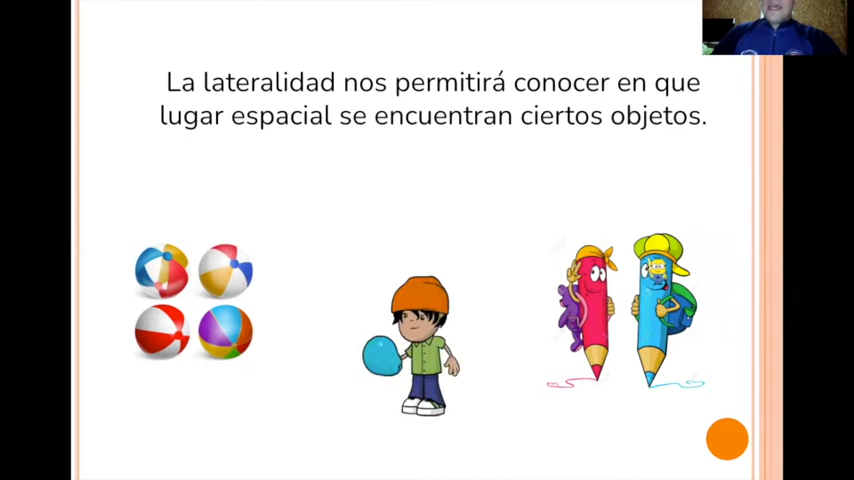 La lateralidad nos permitirá conocer en que
lugar espacial se encuentran ciertos objetos.